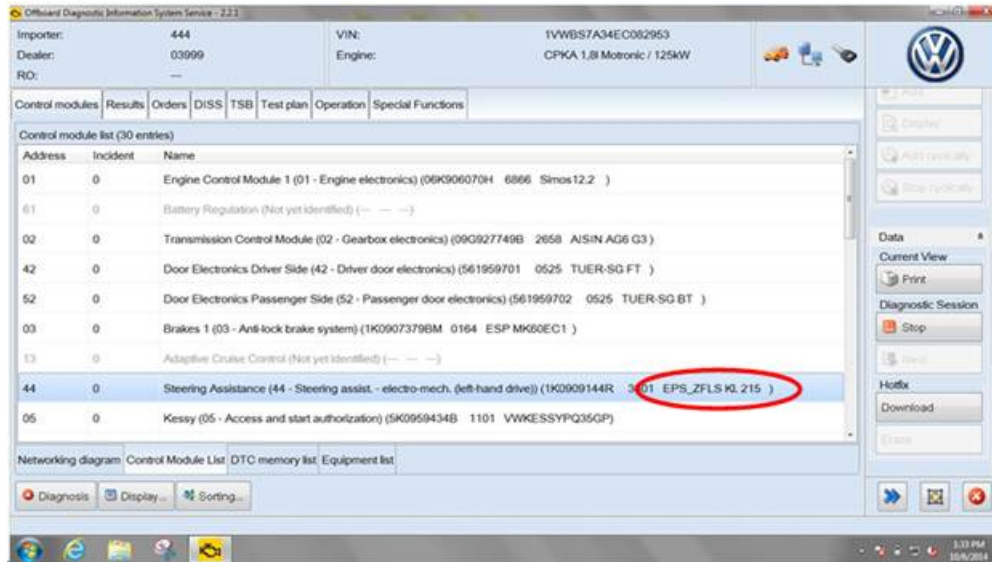 Offboard Diagnostic Information System Service - 2.2.1
Importer: 444 VIN: 1VWBS7A34EC082953
Dealer: 03999 Engine: CPKA 1,8l Motronic / 125kW
RO: ---
Control modules Results Orders DISS TSB Test plan Operation Special Functions
Control module list (30 entries)
Address Incident Name
01 0 Engine Control Module 1 (01 - Engine electronics) (06K906070H 6866 Simos12.2 )
61 0 Battery Regulation (Not yet identified) (--- --- ---)
02 0 Transmission Control Module (02 - Gearbox electronics) (09G927749B 2658 AISIN AG6 G3 )
42 0 Door Electronics Driver Side (42 - Driver door electronics) (561959701 0525 TUER-SG FT )
52 0 Door Electronics Passenger Side (52 - Passenger door electronics) (561959702 0525 TUER-SG BT )
03 0 Brakes 1 (03 - Anti-lock brake system) (1K0907379BM 0164 ESP MK60EC1 )
13 0 Adaptive Cruise Control (Not yet identified) (--- --- ---)
44 0 Steering Assistance (44 - Steering assist. - electro-mech. (left-hand drive)) (1K0909144R EPS_ZFLS Kl. 215 )
05 0 Kessy (05 - Access and start authorization) (5K0959434B 1101 VWKESSYPQ35GP)
Networking diagram Control Module List DTC memory list Equipment list
Diagnosis Display... Sorting...
Display
Add cyclically
Stop cyclically
Data
Current View
Print
Diagnostic Session
Stop
Hotfix
Download
1:33 PM
10/6/2014